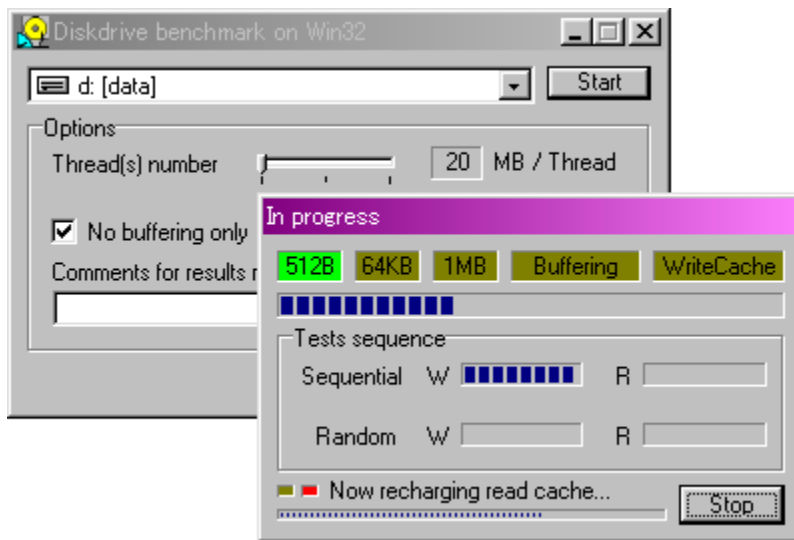 Diskdrive benchmark on Win32
d: [data]
Start
Options
Thread(s) number
20 MB / Thread
No buffering only
Comments for results r
In progress
512B 64KB 1MB Buffering WriteCache
Tests sequence
Sequential W R
Random W R
Now recharging read cache...
Stop